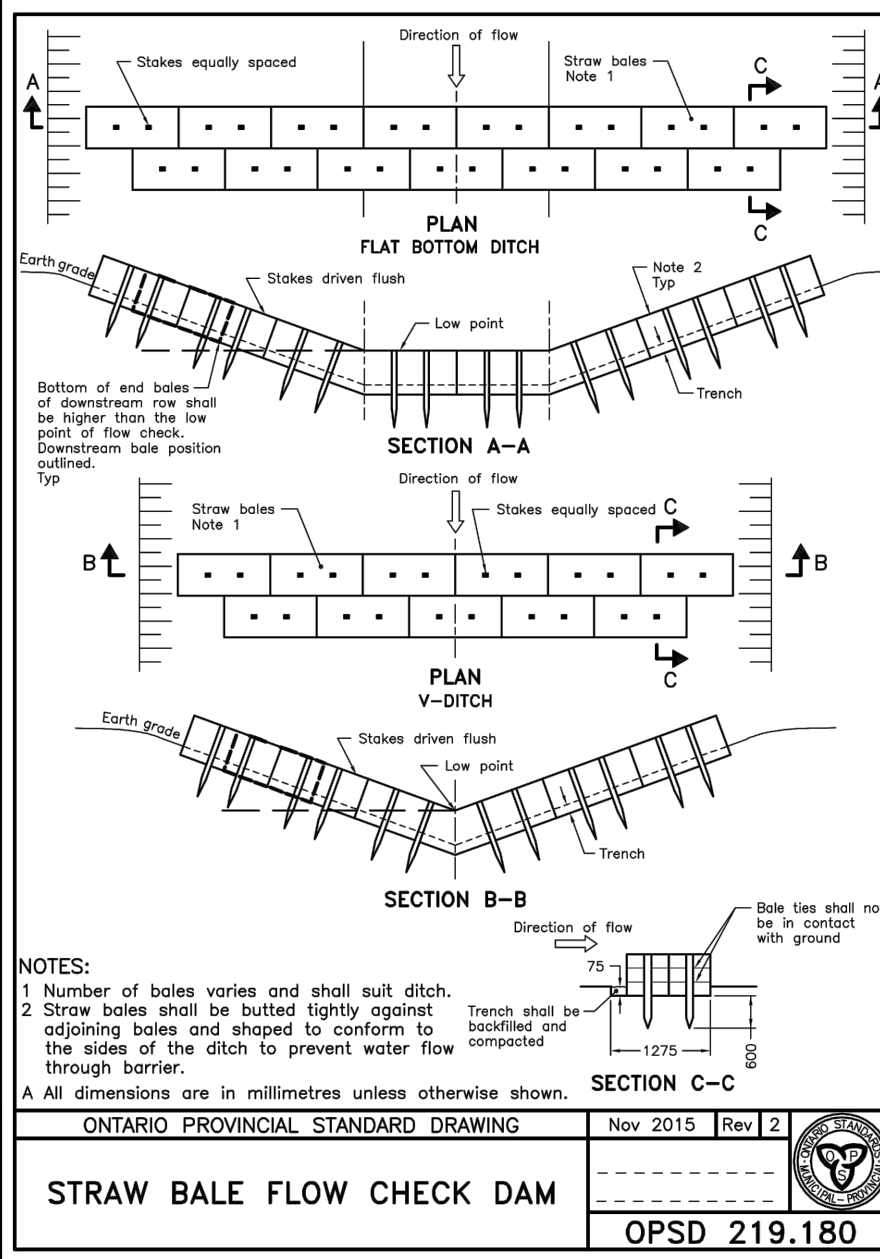 Direction of flow
Stakes equally spaced
Straw bales
Note 1
C
A
A
C
PLAN
FLAT BOTTOM DITCH
Earth grade
Stakes driven flush
Note 2
Typ
Low point
Trench
Bottom of end bales
of downstream row shall
be higher than the low
point of flow check.
Downstream bale position
outlined.
Typ
SECTION A–A
Direction of flow
Straw bales
Note 1
Stakes equally spaced
C
B
B
C
PLAN
V–DITCH
Earth grade
Stakes driven flush
Low point
Trench
SECTION B–B
Direction of flow
Bale ties shall no
be in contact
with ground
75
Trench shall be
backfilled and
compacted
1275
600
SECTION C–C
NOTES:
1 Number of bales varies and shall suit ditch.
2 Straw bales shall be butted tightly against
adjoining bales and shaped to conform to
the sides of the ditch to prevent water flow
through barrier.
A All dimensions are in millimetres unless otherwise shown.
ONTARIO PROVINCIAL STANDARD DRAWING
Nov 2015 Rev 2
STRAW BALE FLOW CHECK DAM
ONTARIO STANDARDS
MUNICIPAL – PROVINCIAL
O P S
OPSD 219.180